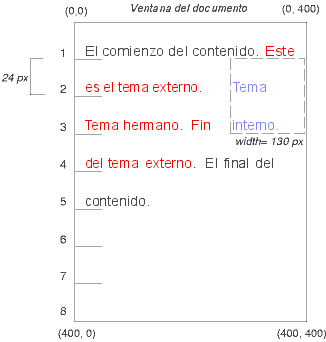 Ventana del documento
(0,0) (0, 400)
1 El comienzo del contenido. Este
24 px
2 es el tema externo. Tema
3 Tema hermano. Fin interno.
width= 130 px
4 del tema externo. El final del
5 contenido.
6
7
8
(400, 0) (400, 400)